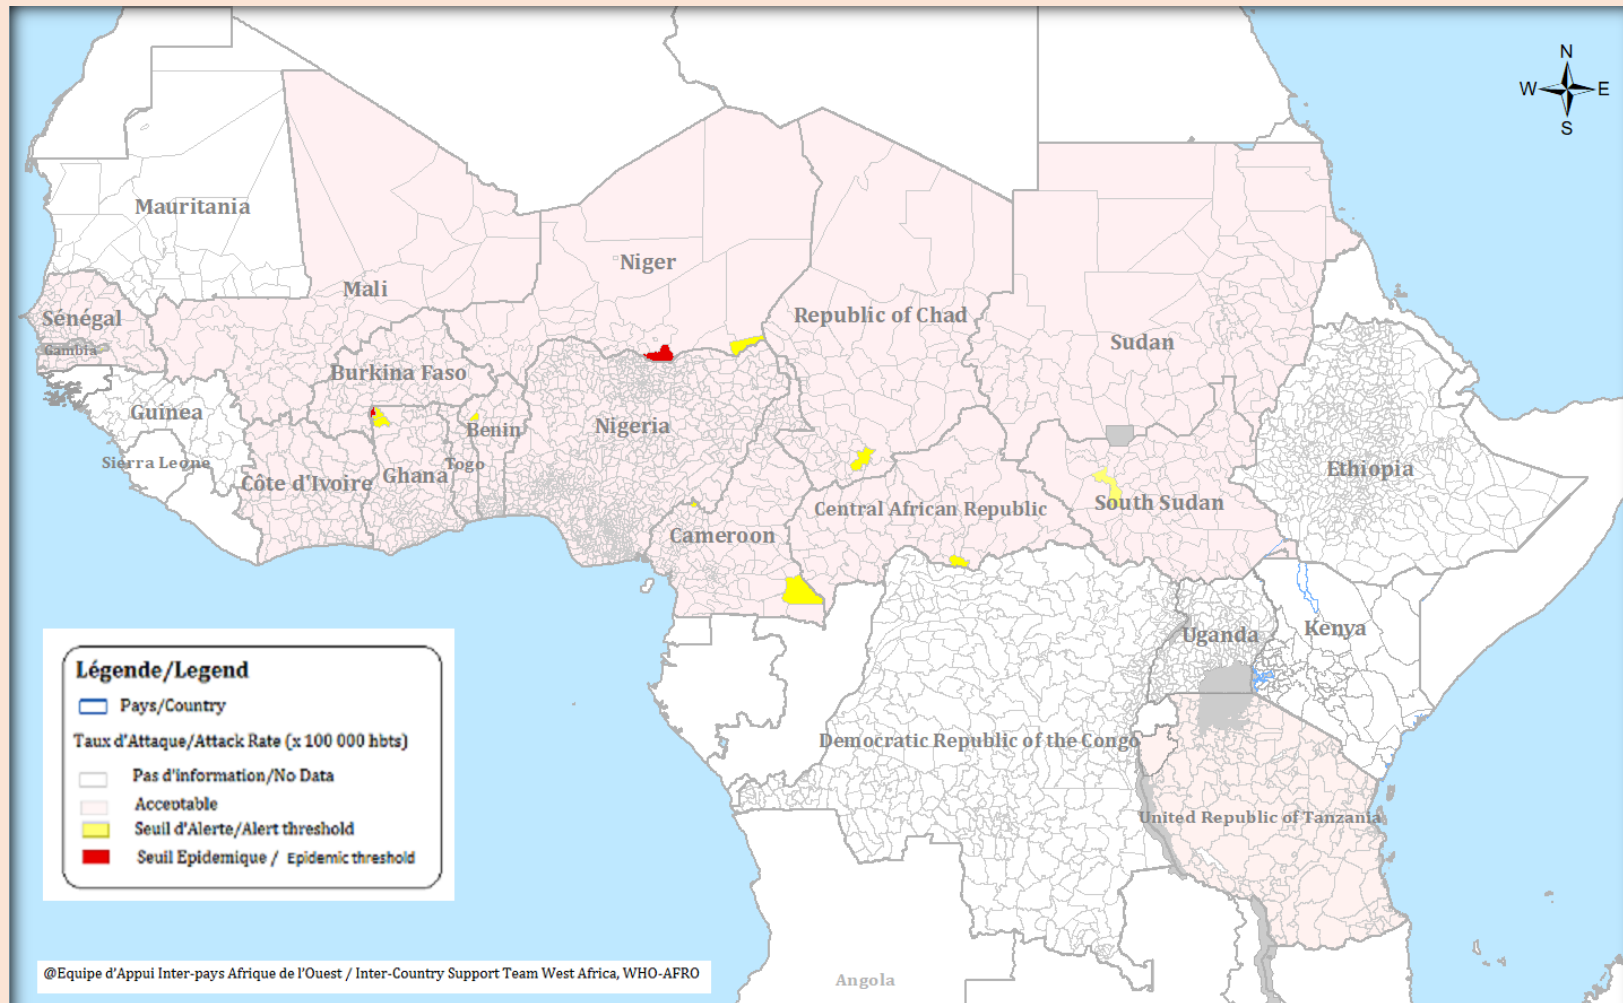 N
W E
S
Mauritania
Niger
Mali
Republic of Chad
Sénégal
Sudan
Gambia
Burkina Faso
Guinea
Benin
Nigeria
Sierra Leone
Togo
Ethiopia
Côte d'Ivoire
Ghana
South Sudan
Central African Republic
Cameroon
Uganda
Kenya
Democratic Republic of the Congo
United Republic of Tanzania
Angola
Légende/Legend
Pays/Country
Taux d'Attaque/Attack Rate (x 100 000 hbts)
Pas d'information/No Data
Acceptable
Seuil d'Alerte/Alert threshold
Seuil Epidemique / Epidemic threshold
@Equipe d'Appui Inter-pays Afrique de l'Ouest / Inter-Country Support Team West Africa, WHO-AFRO